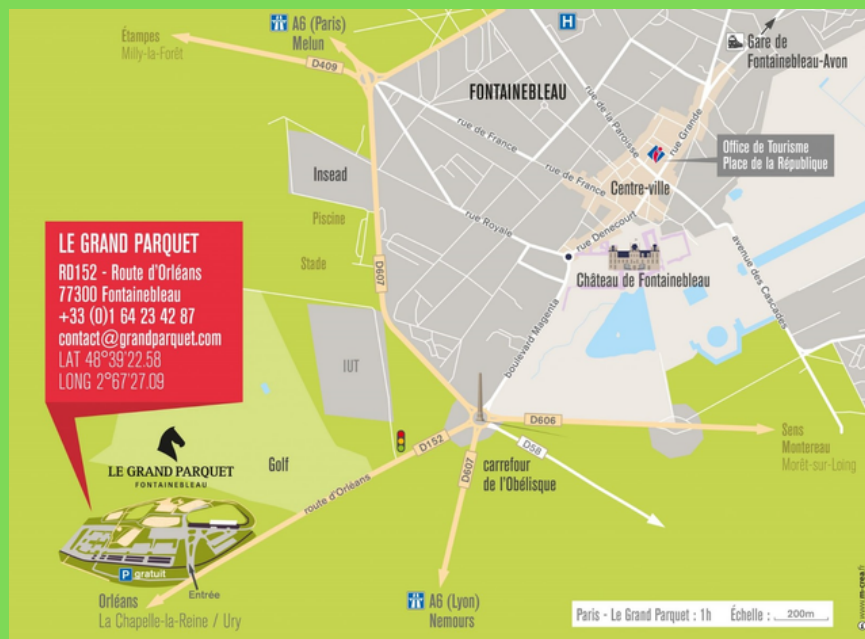 A6 (Paris)
Melun
Étampes
Milly-la-Forêt
D409
H
Gare de
Fontainebleau-Avon
FONTAINEBLEAU
rue de la Paroisse
rue Grande
rue de France
Office de Tourisme
Place de la République
Insead
Centre-ville
rue de France
Piscine
rue Royale
rue Denecourt
Stade
D607
avenue des Cascades
Château de Fontainebleau
LE GRAND PARQUET
RD152 - Route d'Orléans
77300 Fontainebleau
+33 (0)1 64 23 42 87
contact@grandparquet.com
LAT 48°39'22.58
LONG 2°67'27.09
boulevard Magenta
IUT
D606
Sens
Montereau
Morêt-sur-Loing
D152
D58
D607
carrefour
de l'Obélisque
Golf
LE GRAND PARQUET
FONTAINEBLEAU
route d'Orléans
P gratuit
Entrée
Orléans
La Chapelle-la-Reine / Ury
A6 (Lyon)
Nemours
Paris - Le Grand Parquet : 1h Échelle : 200m
www.m-crea.fr